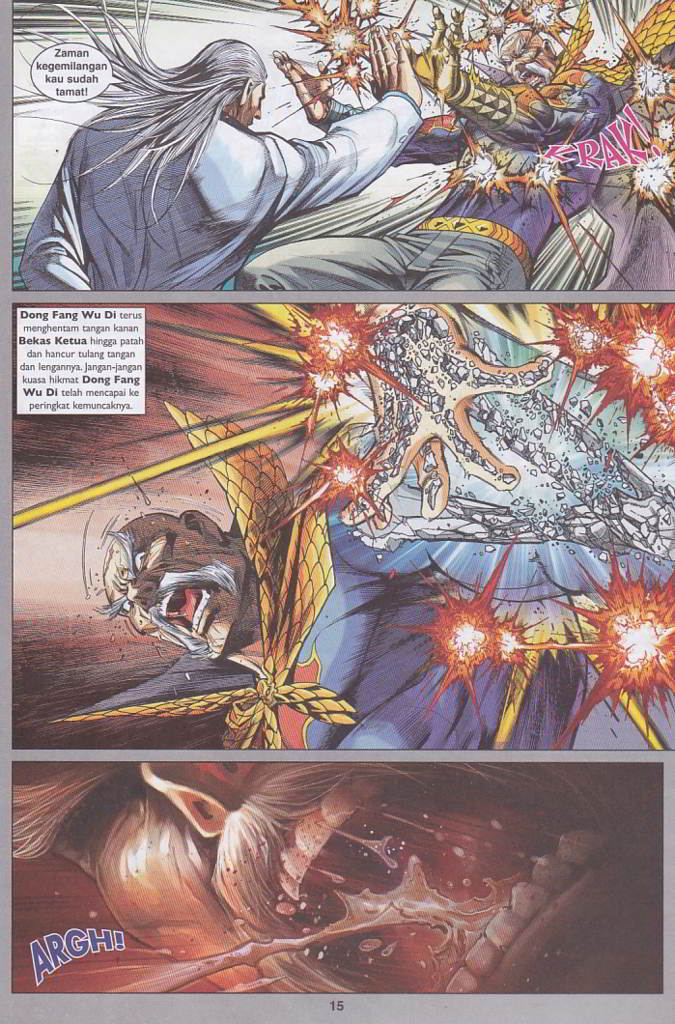 Zaman
kegemilangan
kau sudah
tamat!
KRAK!
Dong Fang Wu Di terus
menghentam tangan kanan
Bekas Ketua hingga patah
dan hancur tulang tangan
dan lengannya. Jangan-jangan
kuasa hikmat Dong Fang
Wu Di telah mencapai ke
peringkat kemuncaknya.
ARGH!
15